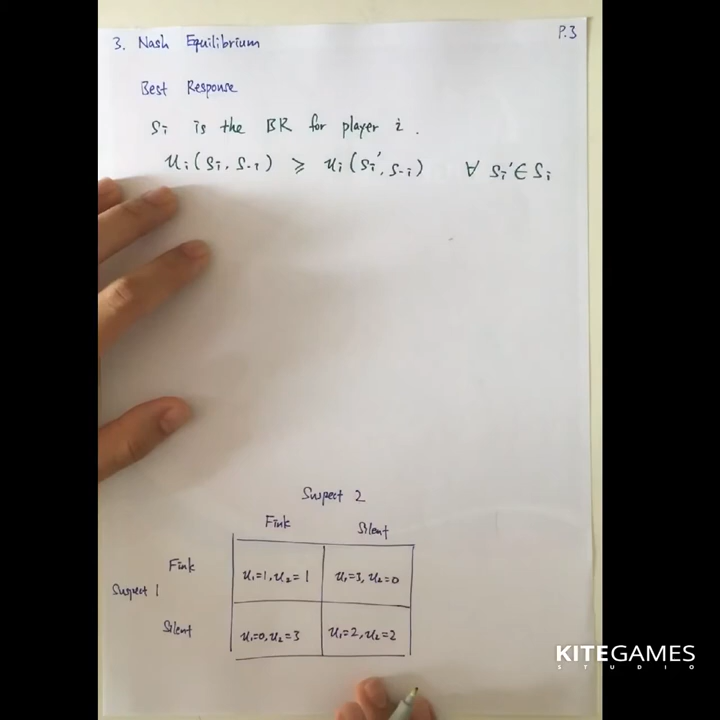 P.3
3. Nash Equilibrium
Best Response
Si is the BR for player i.
ui(si, s-i) ⩾ ui(si', s-i) ∀ si' ∈ Si
Suspect 2
Fink Silent
Fink u1=1, u2=1 u1=3, u2=0
Suspect 1
Silent u1=0, u2=3 u1=2, u2=2
KITEGAMES
STUDIO